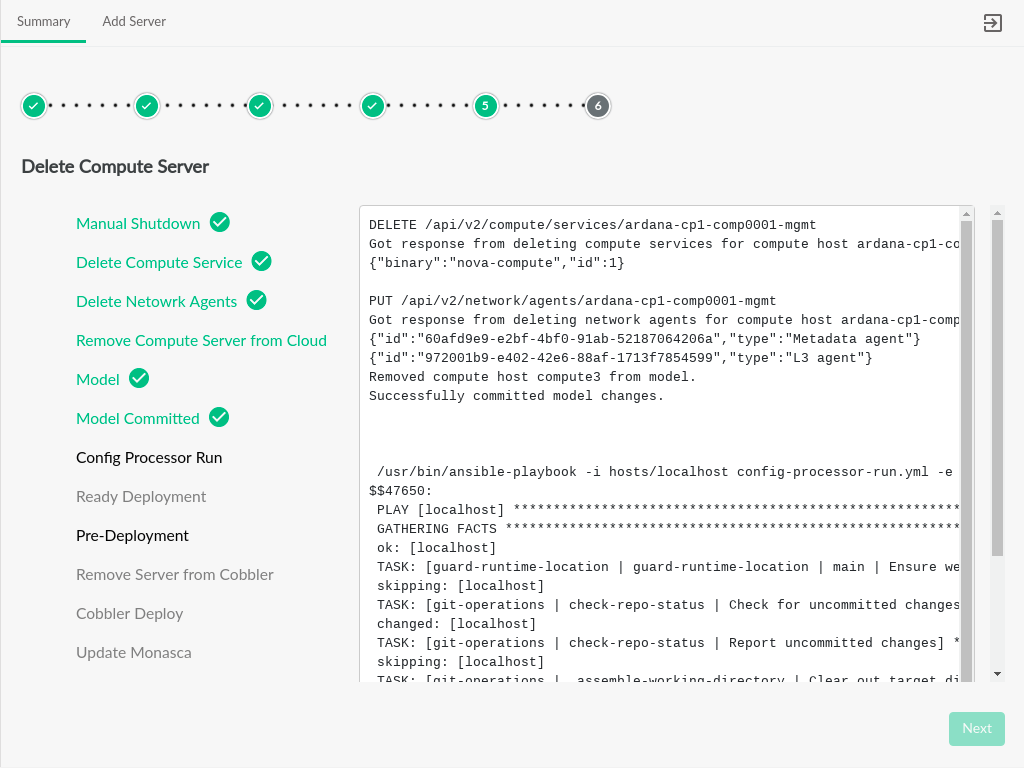 Summary
Add Server
5
6
Delete Compute Server
Manual Shutdown
Delete Compute Service
Delete Netowrk Agents
Remove Compute Server from Cloud
Model
Model Committed
Config Processor Run
Ready Deployment
Pre-Deployment
Remove Server from Cobbler
Cobbler Deploy
Update Monasca
DELETE /api/v2/compute/services/ardana-cp1-comp0001-mgmt
Got response from deleting compute services for compute host ardana-cp1-co
{"binary":"nova-compute","id":1}
PUT /api/v2/network/agents/ardana-cp1-comp0001-mgmt
Got response from deleting network agents for compute host ardana-cp1-comp
{"id":"60afd9e9-e2bf-4bf0-91ab-52187064206a","type":"Metadata agent"}
{"id":"972001b9-e402-42e6-88af-1713f7854599","type":"L3 agent"}
Removed compute host compute3 from model.
Successfully committed model changes.
/usr/bin/ansible-playbook -i hosts/localhost config-processor-run.yml -e
$$47650:
PLAY [localhost] ********************************************************
GATHERING FACTS *********************************************************
ok: [localhost]
TASK: [guard-runtime-location | guard-runtime-location | main | Ensure we
skipping: [localhost]
TASK: [git-operations | check-repo-status | Check for uncommitted changes
changed: [localhost]
TASK: [git-operations | check-repo-status | Report uncommitted changes] *
skipping: [localhost]
TASK: [git-operations | _assemble-working-directory | Clear out target di
Next